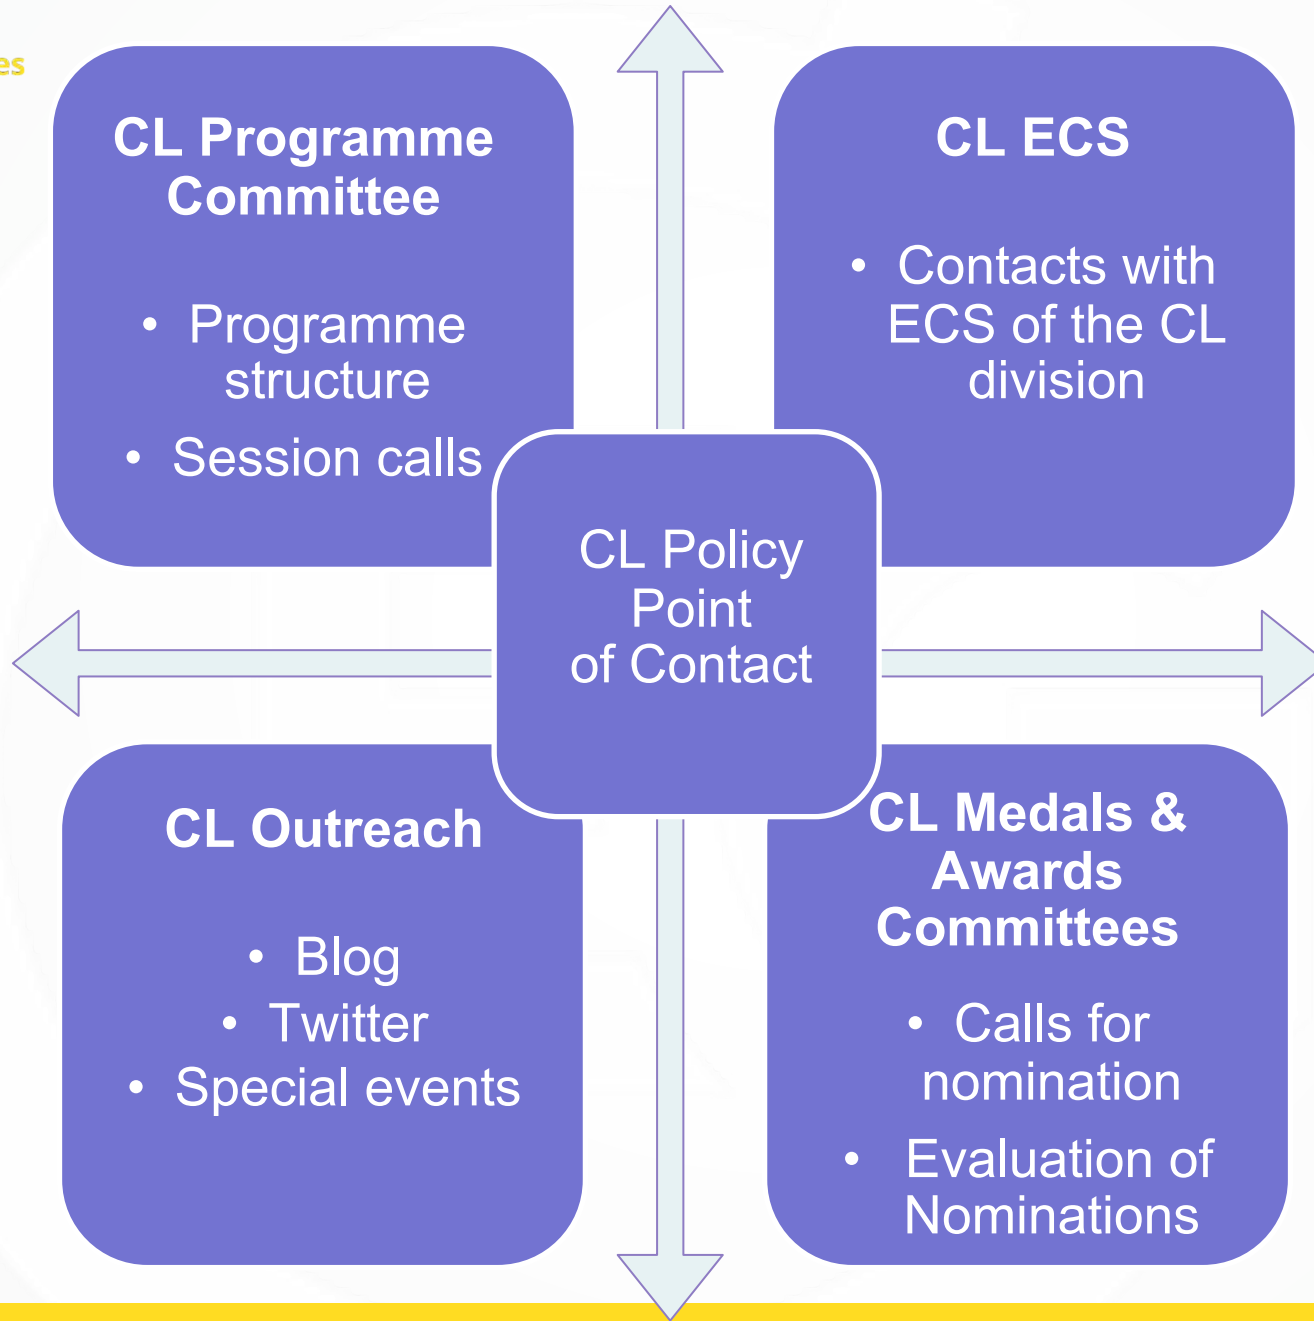 es
CL Programme
Committee
• Programme
structure
• Session calls
CL ECS
• Contacts with
ECS of the CL
division
CL Policy
Point
of Contact
CL Outreach
• Blog
• Twitter
• Special events
CL Medals &
Awards
Committees
• Calls for
nomination
• Evaluation of
Nominations